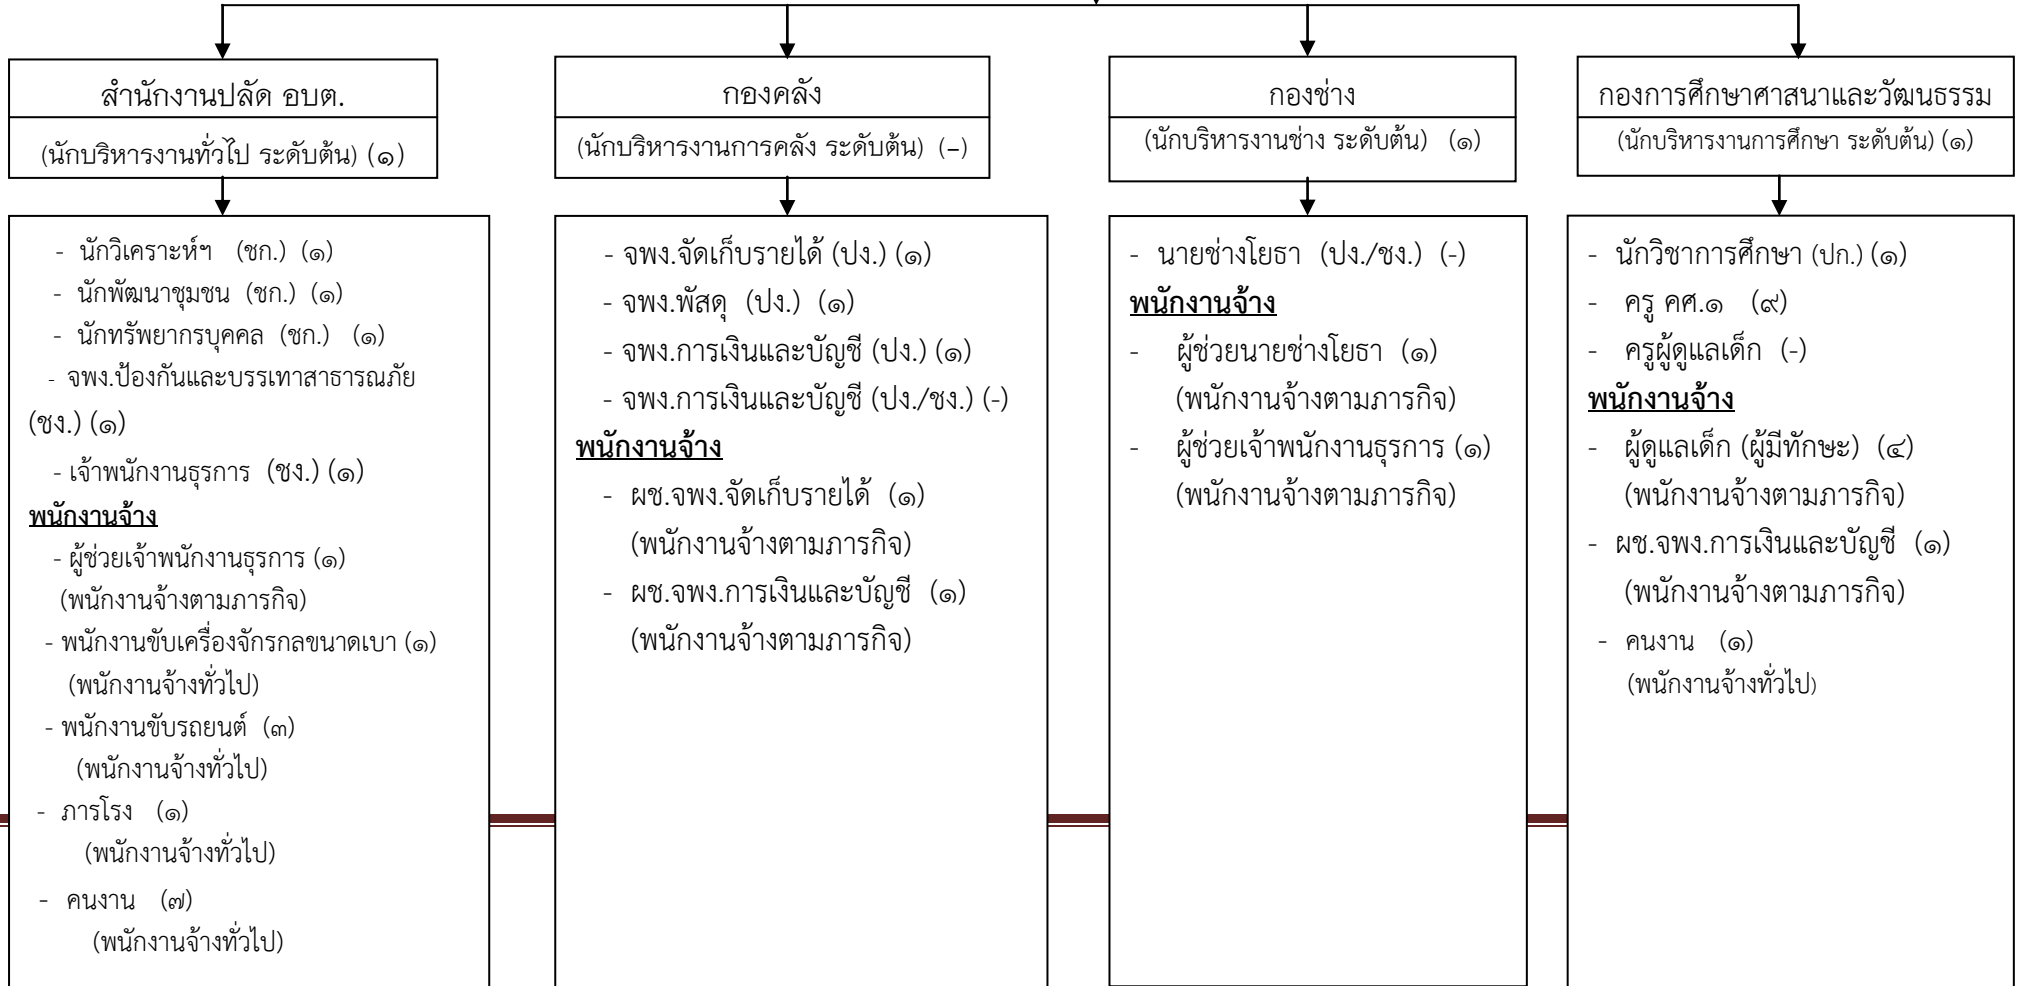 สำนักงานปลัด อบต.
(นักบริหารงานทั่วไป ระดับต้น) (๑)
- นักวิเคราะห์ฯ (ชก.) (๑)
- นักพัฒนาชุมชน (ชก.) (๑)
- นักทรัพยากรบุคคล (ชก.) (๑)
- จพง.ป้องกันและบรรเทาสาธารณภัย
(ชง.) (๑)
- เจ้าพนักงานธุรการ (ชง.) (๑)
พนักงานจ้าง
- ผู้ช่วยเจ้าพนักงานธุรการ (๑)
(พนักงานจ้างตามภารกิจ)
- พนักงานขับเครื่องจักรกลขนาดเบา (๑)
(พนักงานจ้างทั่วไป)
- พนักงานขับรถยนต์ (๓)
(พนักงานจ้างทั่วไป)
- ภารโรง (๑)
(พนักงานจ้างทั่วไป)
- คนงาน (๗)
(พนักงานจ้างทั่วไป)
กองคลัง
(นักบริหารงานการคลัง ระดับต้น) (-)
- จพง.จัดเก็บรายได้ (ปง.) (๑)
- จพง.พัสดุ (ปง.) (๑)
- จพง.การเงินและบัญชี (ปง.) (๑)
- จพง.การเงินและบัญชี (ปง./ชง.) (-)
พนักงานจ้าง
- ผช.จพง.จัดเก็บรายได้ (๑)
(พนักงานจ้างตามภารกิจ)
- ผช.จพง.การเงินและบัญชี (๑)
(พนักงานจ้างตามภารกิจ)
กองช่าง
(นักบริหารงานช่าง ระดับต้น) (๑)
- นายช่างโยธา (ปง./ชง.) (-)
พนักงานจ้าง
- ผู้ช่วยนายช่างโยธา (๑)
(พนักงานจ้างตามภารกิจ)
- ผู้ช่วยเจ้าพนักงานธุรการ (๑)
(พนักงานจ้างตามภารกิจ)
กองการศึกษาศาสนาและวัฒนธรรม
(นักบริหารงานการศึกษา ระดับต้น) (๑)
- นักวิชาการศึกษา (ปก.) (๑)
- ครู คศ.๑ (๙)
- ครูผู้ดูแลเด็ก (-)
พนักงานจ้าง
- ผู้ดูแลเด็ก (ผู้มีทักษะ) (๔)
(พนักงานจ้างตามภารกิจ)
- ผช.จพง.การเงินและบัญชี (๑)
(พนักงานจ้างตามภารกิจ)
- คนงาน (๑)
(พนักงานจ้างทั่วไป)